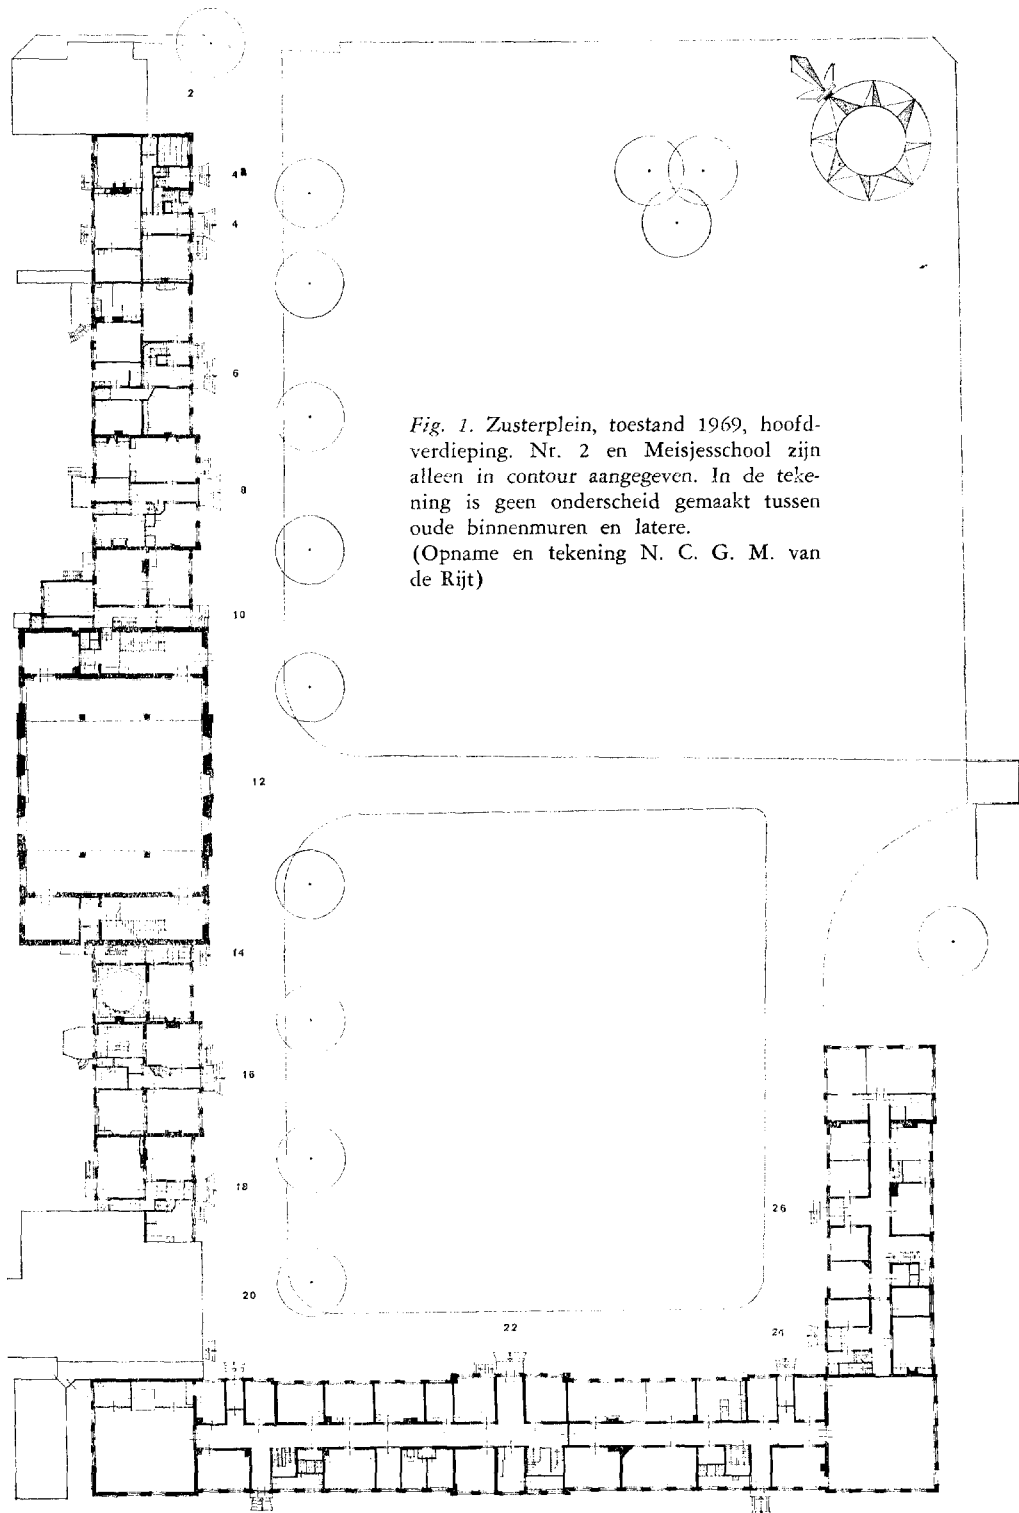 2
4a
4
6
Fig. 1. Zusterplein, toestand 1969, hoofd-
verdieping. Nr. 2 en Meisjesschool zijn
alleen in contour aangegeven. In de teke-
ning is geen onderscheid gemaakt tussen
oude binnenmuren en latere.
(Opname en tekening N. C. G. M. van
de Rijt)
8
10
12
14
16
18
26
20
22
24